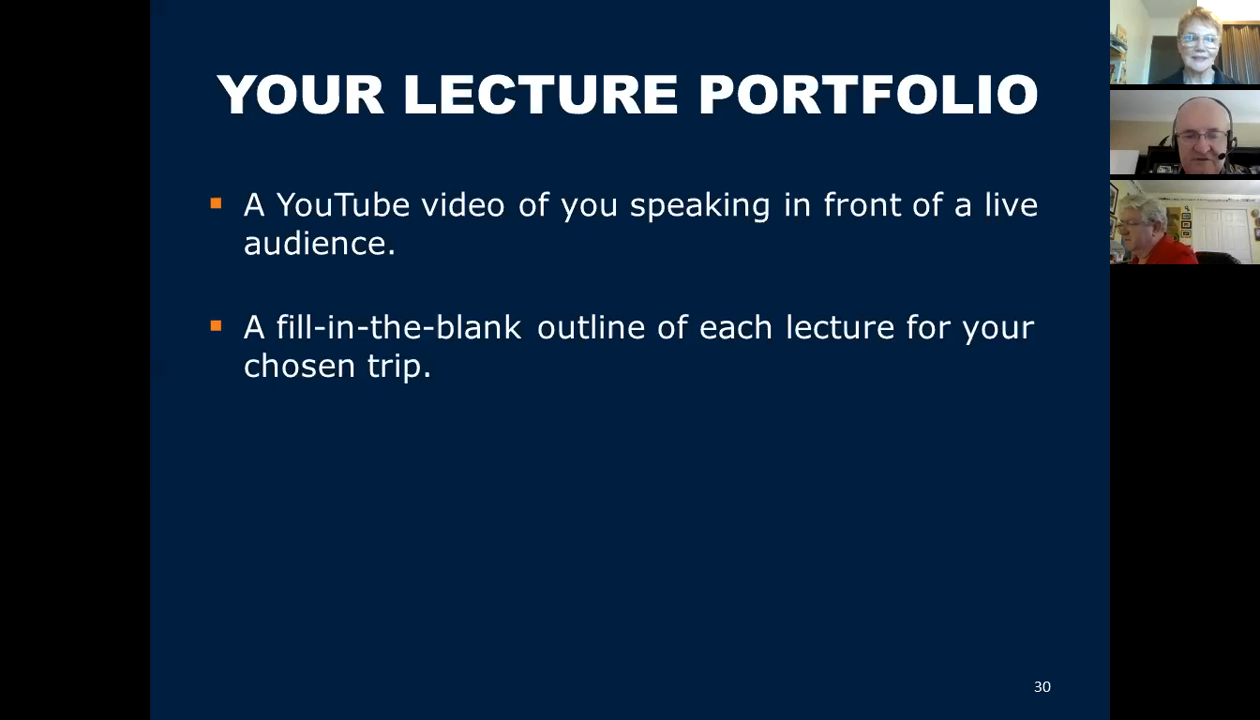 YOUR LECTURE PORTFOLIO
A YouTube video of you speaking in front of a live
audience.
A fill-in-the-blank outline of each lecture for your
chosen trip.
30